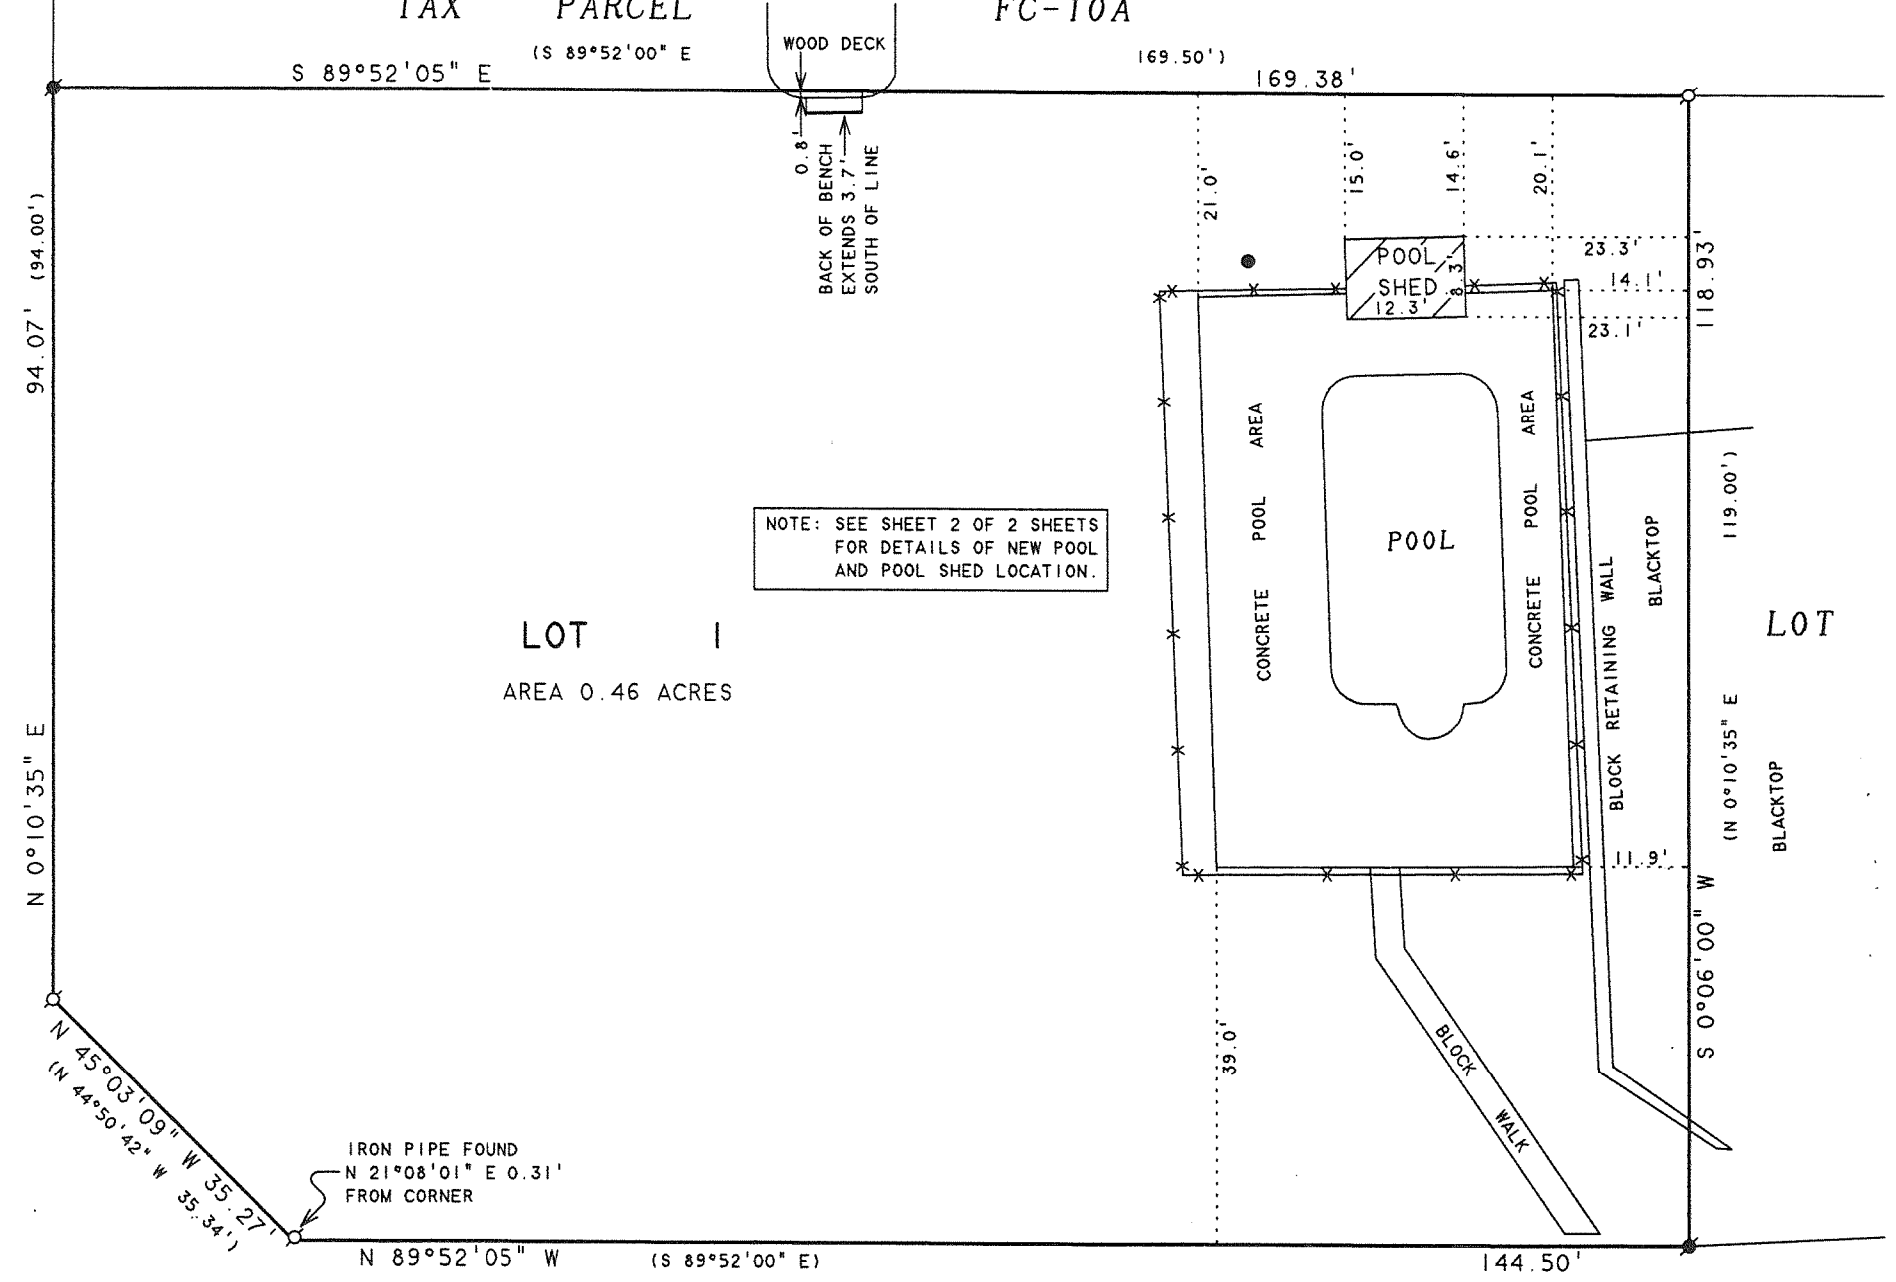 TAX PARCEL FC-10A
WOOD DECK
(S 89°52'00" E
169.50')
S 89°52'05" E
169.38'
0.8'
BACK OF BENCH
EXTENDS 3.7'
SOUTH OF LINE
21.0'
15.0'
14.6'
20.1'
94.07' (94.00')
N 0°10'35" E
POOL
SHED
8.3'
12.3'
23.3'
14.1'
23.1'
118.93'
S 0°06'00" W
119.00')
(N 0°10'35" E
CONCRETE POOL AREA
POOL
CONCRETE POOL AREA
BLOCK RETAINING WALL
BLACKTOP
BLACKTOP
LOT
NOTE: SEE SHEET 2 OF 2 SHEETS
FOR DETAILS OF NEW POOL
AND POOL SHED LOCATION.
LOT 1
AREA 0.46 ACRES
11.9'
39.0'
BLOCK WALK
N 45°03'09" W 35.27'
(N 44°50'42" W 35.34')
IRON PIPE FOUND
N 21°08'01" E 0.31'
FROM CORNER
N 89°52'05" W
(S 89°52'00" E)
144.50'